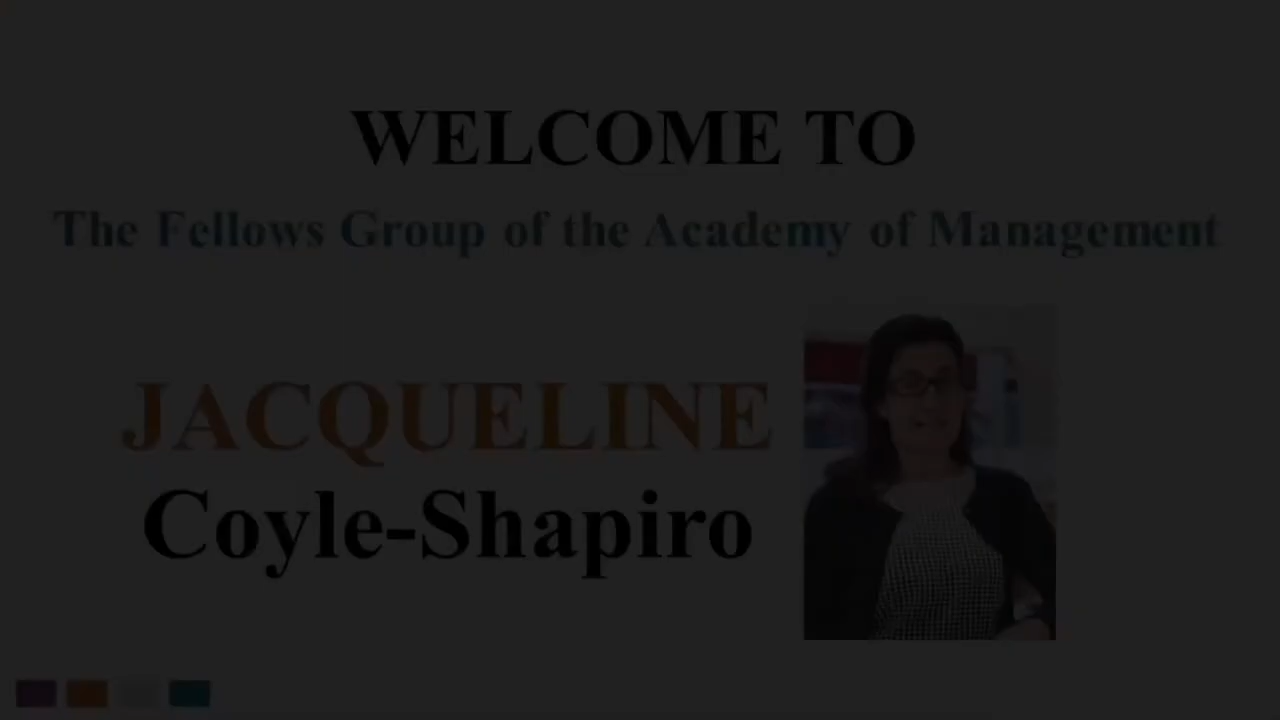 WELCOME TO
The Fellows Group of the Academy of Management
JACQUELINE
Coyle-Shapiro